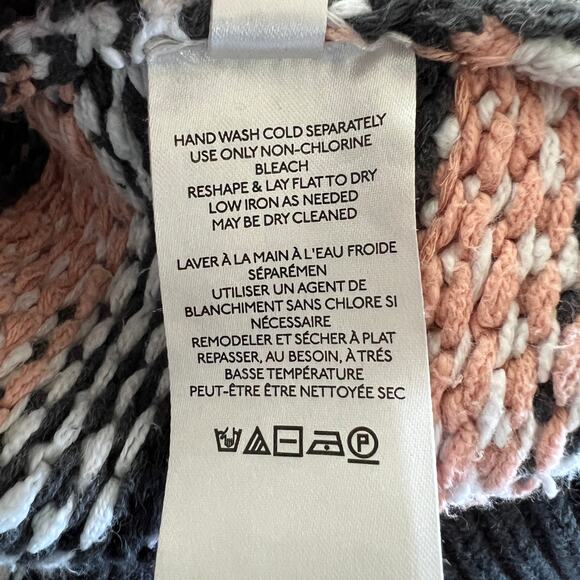 HAND WASH COLD SEPARATELY
USE ONLY NON-CHLORINE
BLEACH
RESHAPE & LAY FLAT TO DRY
LOW IRON AS NEEDED
MAY BE DRY CLEANED
LAVER À LA MAIN À L'EAU FROIDE
SÉPARÉMEN
UTILISER UN AGENT DE
BLANCHIMENT SANS CHLORE SI
NÉCESSAIRE
REMODELER ET SÉCHER À PLAT
REPASSER, AU BESOIN, À TRÉS
BASSE TEMPÉRATURE
PEUT-ÊTRE ÊTRE NETTOYÉE SEC
P